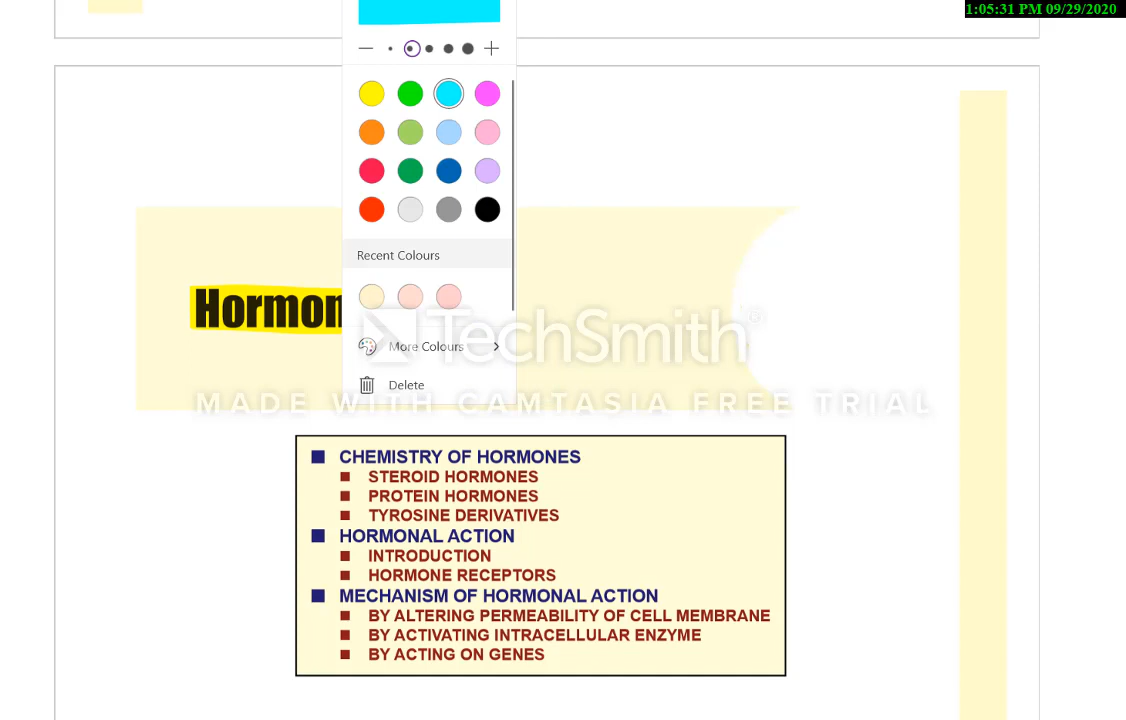 1:05:31 PM 09/29/2020
Recent Colours
Hormon
TechSmith®
More Colours
Delete
MADE WITH CAMTASIA FREE TRIAL
CHEMISTRY OF HORMONES
STEROID HORMONES
PROTEIN HORMONES
TYROSINE DERIVATIVES
HORMONAL ACTION
INTRODUCTION
HORMONE RECEPTORS
MECHANISM OF HORMONAL ACTION
BY ALTERING PERMEABILITY OF CELL MEMBRANE
BY ACTIVATING INTRACELLULAR ENZYME
BY ACTING ON GENES